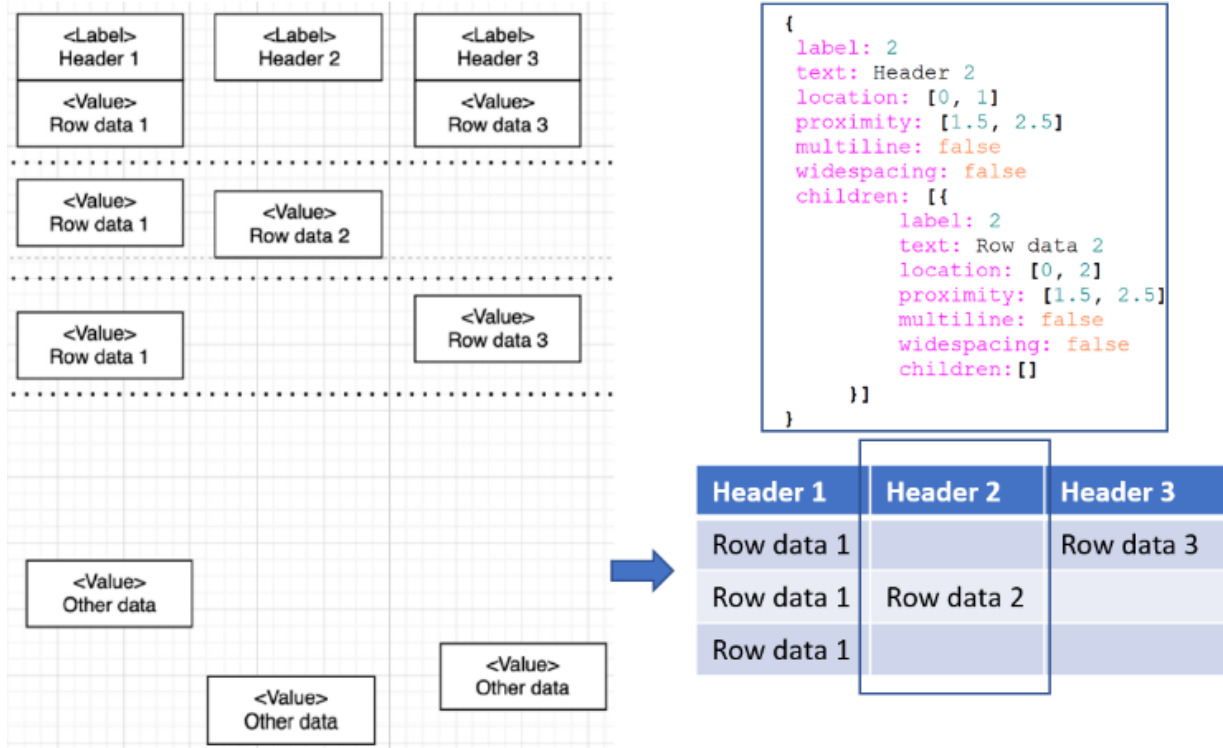 <Label>
Header 1
<Label>
Header 2
<Label>
Header 3
<Value>
Row data 1
<Value>
Row data 3
<Value>
Row data 1
<Value>
Row data 2
<Value>
Row data 1
<Value>
Row data 3
<Value>
Other data
<Value>
Other data
<Value>
Other data
{
label: 2
text: Header 2
location: [0, 1]
proximity: [1.5, 2.5]
multiline: false
widespacing: false
children: [{
label: 2
text: Row data 2
location: [0, 2]
proximity: [1.5, 2.5]
multiline: false
widespacing: false
children:[]
}]
}
Header 1 Header 2 Header 3
Row data 1 Row data 3
Row data 1 Row data 2
Row data 1